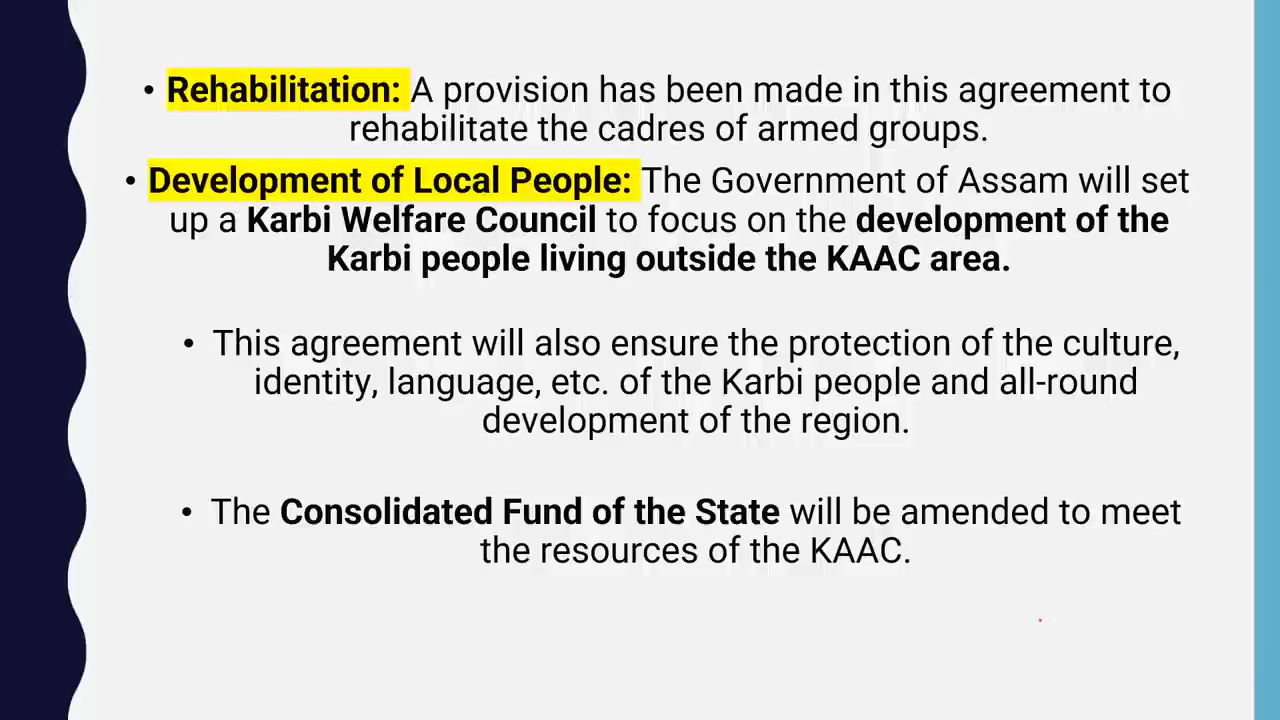 • Rehabilitation: A provision has been made in this agreement to
rehabilitate the cadres of armed groups.
• Development of Local People: The Government of Assam will set
up a Karbi Welfare Council to focus on the development of the
Karbi people living outside the KAAC area.
• This agreement will also ensure the protection of the culture,
identity, language, etc. of the Karbi people and all-round
development of the region.
• The Consolidated Fund of the State will be amended to meet
the resources of the KAAC.